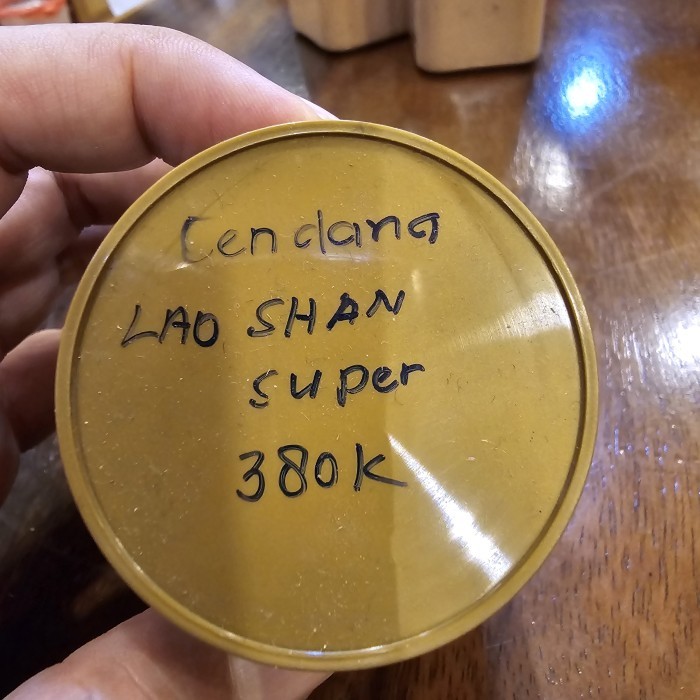 Cendana
LAO SHAN
super
380K